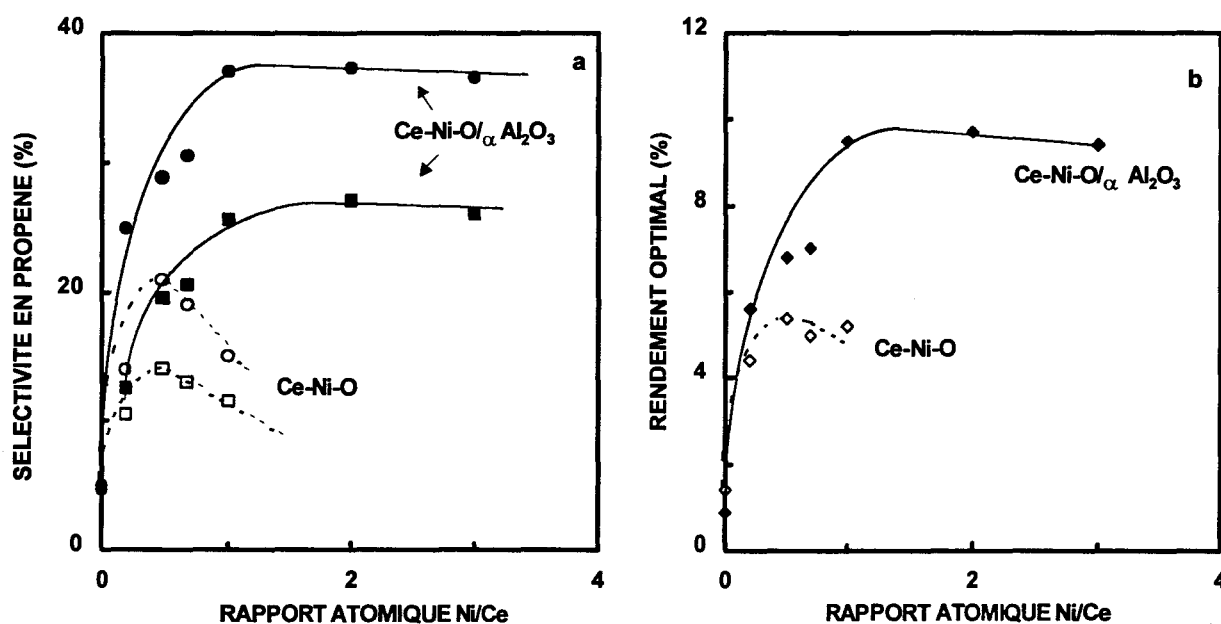 SELECTIVITE EN PROPENE (%)
40
20
0
a
Ce-Ni-O/α Al₂O₃
Ce-Ni-O
0
2
4
RAPPORT ATOMIQUE Ni/Ce
RENDEMENT OPTIMAL (%)
12
8
4
0
b
Ce-Ni-O/α Al₂O₃
Ce-Ni-O
0
2
4
RAPPORT ATOMIQUE Ni/Ce